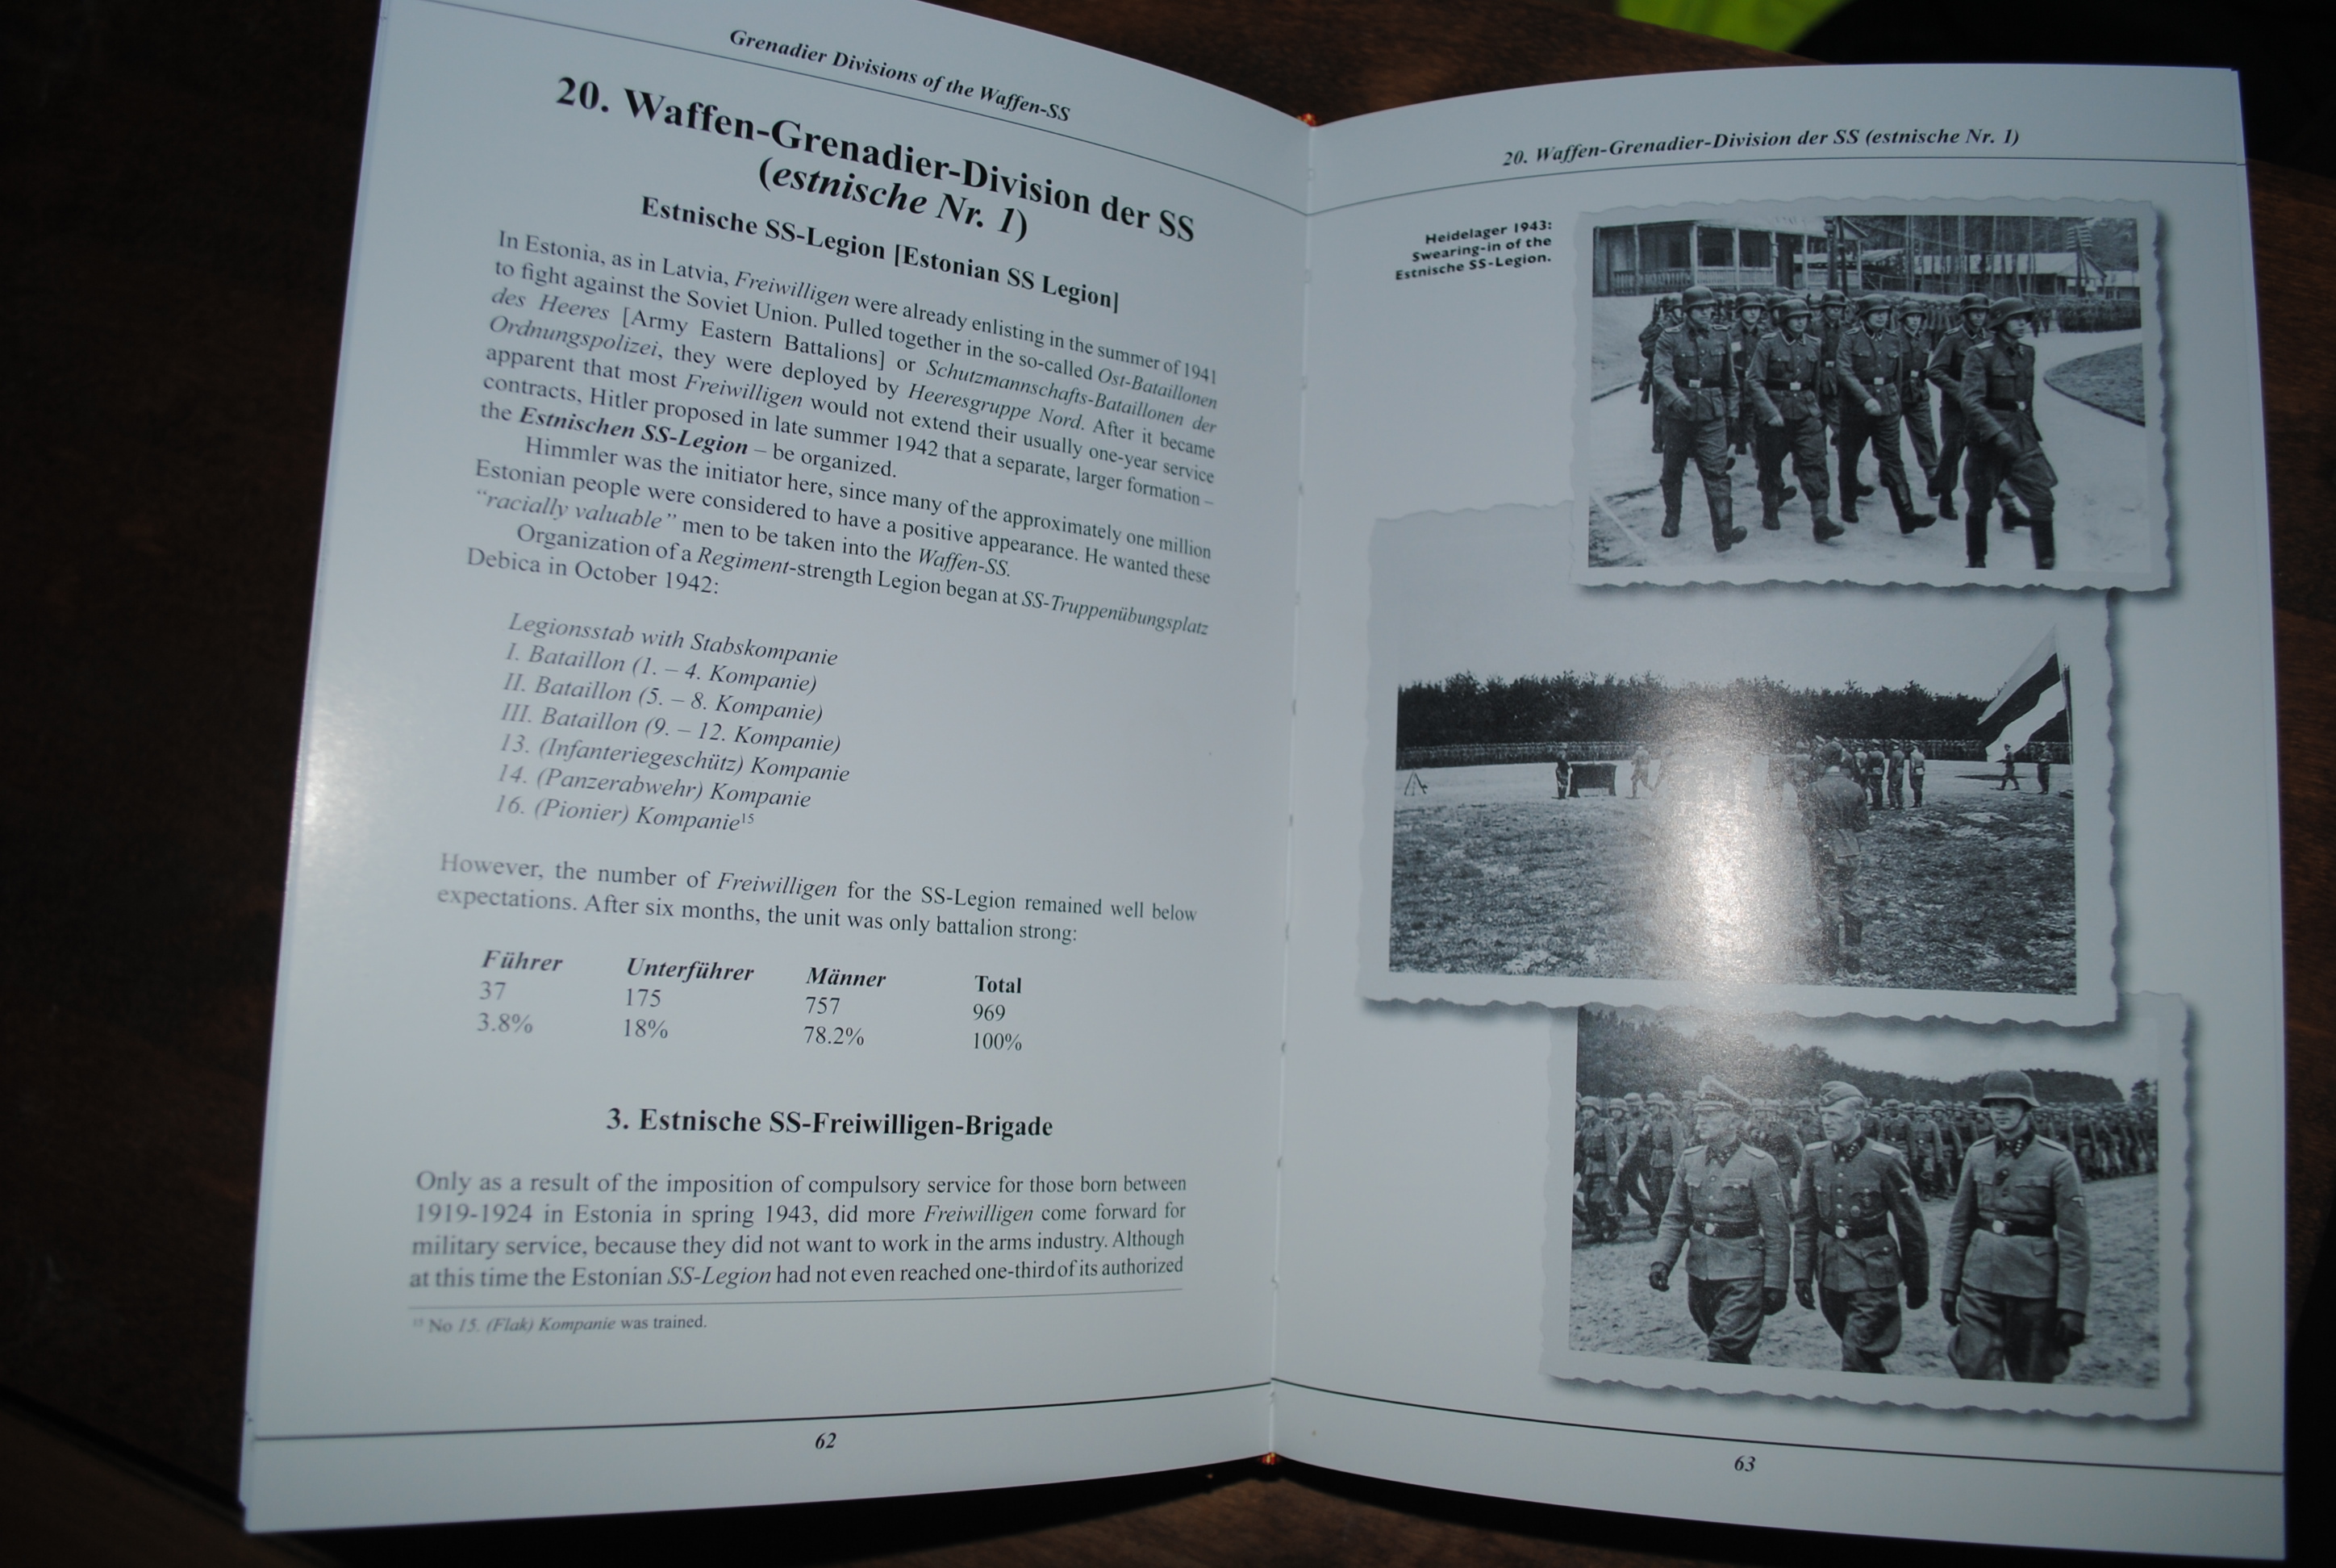 Grenadier Divisions of the Waffen-SS
20. Waffen-Grenadier-Division der SS
(estnische Nr. 1)
Estnische SS-Legion [Estonian SS Legion]
In Estonia, as in Latvia, Freiwilligen were already enlisting in the summer of 1941
to fight against the Soviet Union. Pulled together in the so-called Ost-Bataillonen
des Heeres [Army Eastern Battalions] or Schutzmannschafts-Bataillonen der
Ordnungspolizei, they were deployed by Heeresgruppe Nord. After it became
apparent that most Freiwilligen would not extend their usually one-year service
contracts, Hitler proposed in late summer 1942 that a separate, larger formation –
the Estnischen SS-Legion – be organized.
Himmler was the initiator here, since many of the approximately one million
Estonian people were considered to have a positive appearance. He wanted these
“racially valuable” men to be taken into the Waffen-SS.
Organization of a Regiment-strength Legion began at SS-Truppenübungsplatz
Debica in October 1942:
Legionsstab with Stabskompanie
I. Bataillon (1. – 4. Kompanie)
II. Bataillon (5. – 8. Kompanie)
III. Bataillon (9. – 12. Kompanie)
13. (Infanteriegeschütz) Kompanie
14. (Panzerabwehr) Kompanie
16. (Pionier) Kompanie15
However, the number of Freiwilligen for the SS-Legion remained well below
expectations. After six months, the unit was only battalion strong:
Führer Unterführer Männer Total
37 175 757 969
3.8% 18% 78.2% 100%
3. Estnische SS-Freiwilligen-Brigade
Only as a result of the imposition of compulsory service for those born between
1919-1924 in Estonia in spring 1943, did more Freiwilligen come forward for
military service, because they did not want to work in the arms industry. Although
at this time the Estonian SS-Legion had not even reached one-third of its authorized
15 No 15. (Flak) Kompanie was trained.
62
20. Waffen-Grenadier-Division der SS (estnische Nr. 1)
Heidelager 1943:
Swearing-in of the
Estnische SS-Legion.
63